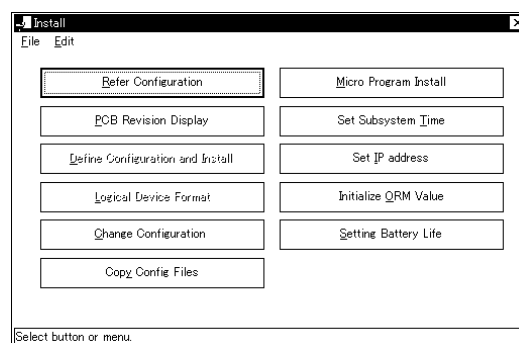 Install
File Edit
Refer Configuration
PCB Revision Display
Define Configuration and Install
Logical Device Format
Change Configuration
Copy Config Files
Micro Program Install
Set Subsystem Time
Set IP address
Initialize ORM Value
Setting Battery Life
Select button or menu.